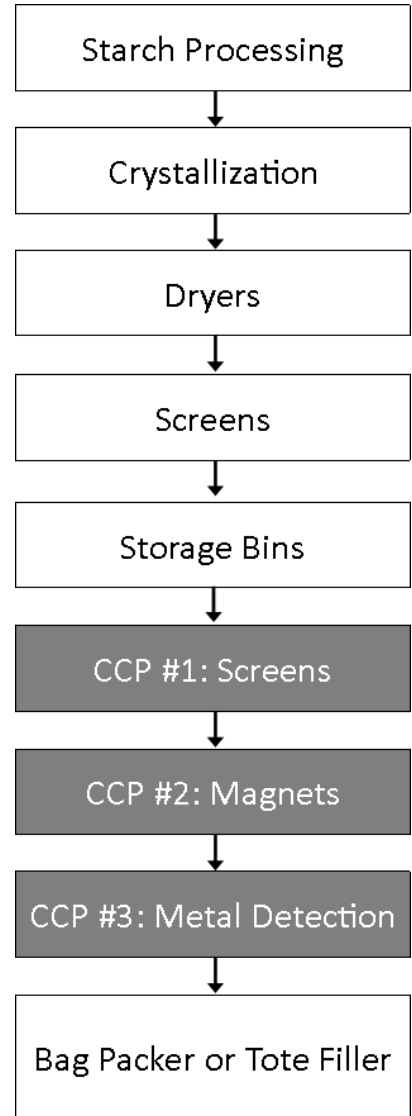 Starch Processing
Crystallization
Dryers
Screens
Storage Bins
CCP #1: Screens
CCP #2: Magnets
CCP #3: Metal Detection
Bag Packer or Tote Filler